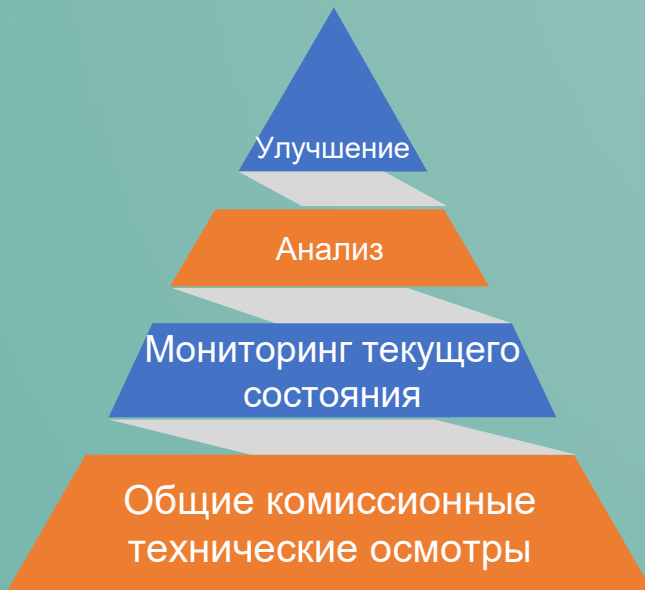 Улучшение
Анализ
Мониторинг текущего
состояния
Общие комиссионные
технические осмотры